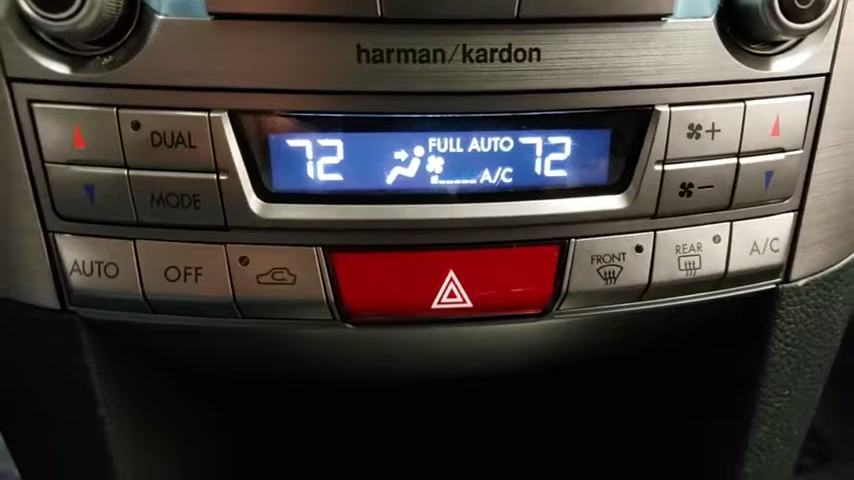 harman/kardon
DUAL
72 FULL AUTO 72
A/C
+
MODE
-
AUTO OFF FRONT REAR A/C